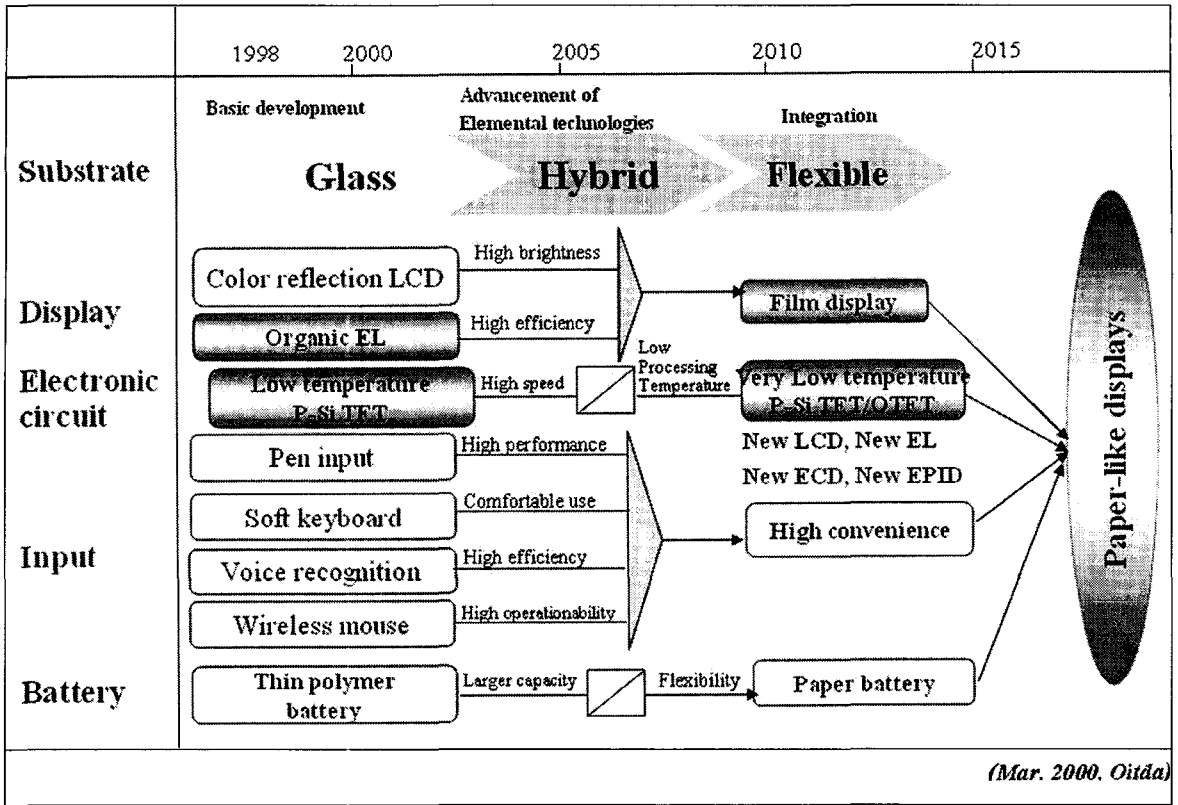 1998 2000 2005 2010 2015
Basic development
Advancement of
Elemental technologies
Integration
Substrate
Glass
Hybrid
Flexible
Display
Color reflection LCD
High brightness
Organic EL
High efficiency
Film display
Electronic
circuit
Low temperature
P-Si TFT
High speed
Low
Processing
Temperature
Very Low temperature
P-Si TFT/OTFT
New LCD, New EL
New ECD, New EPID
Input
Pen input
High performance
Soft keyboard
Comfortable use
Voice recognition
High efficiency
Wireless mouse
High operationability
High convenience
Battery
Thin polymer
battery
Larger capacity
Flexibility
Paper battery
Paper-like displays
(Mar. 2000. Oitda)